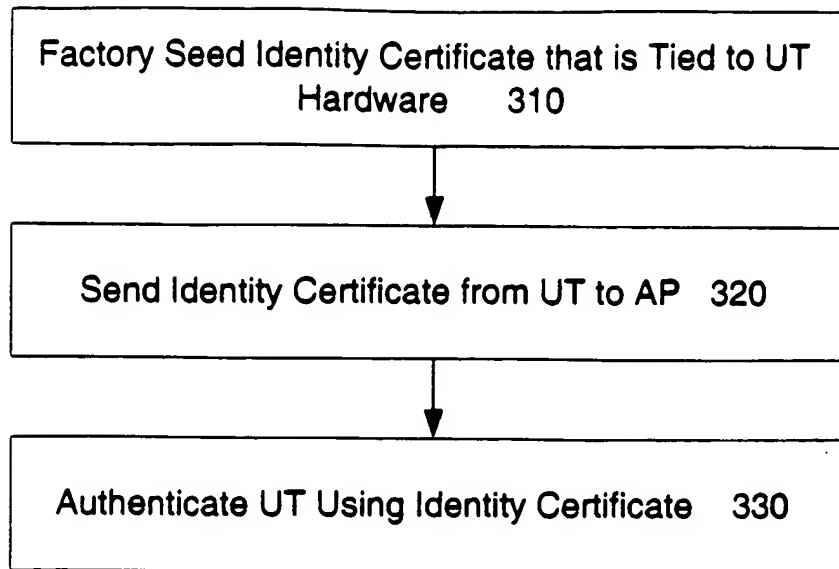 Factory Seed Identity Certificate that is Tied to UT
Hardware 310
Send Identity Certificate from UT to AP 320
Authenticate UT Using Identity Certificate 330